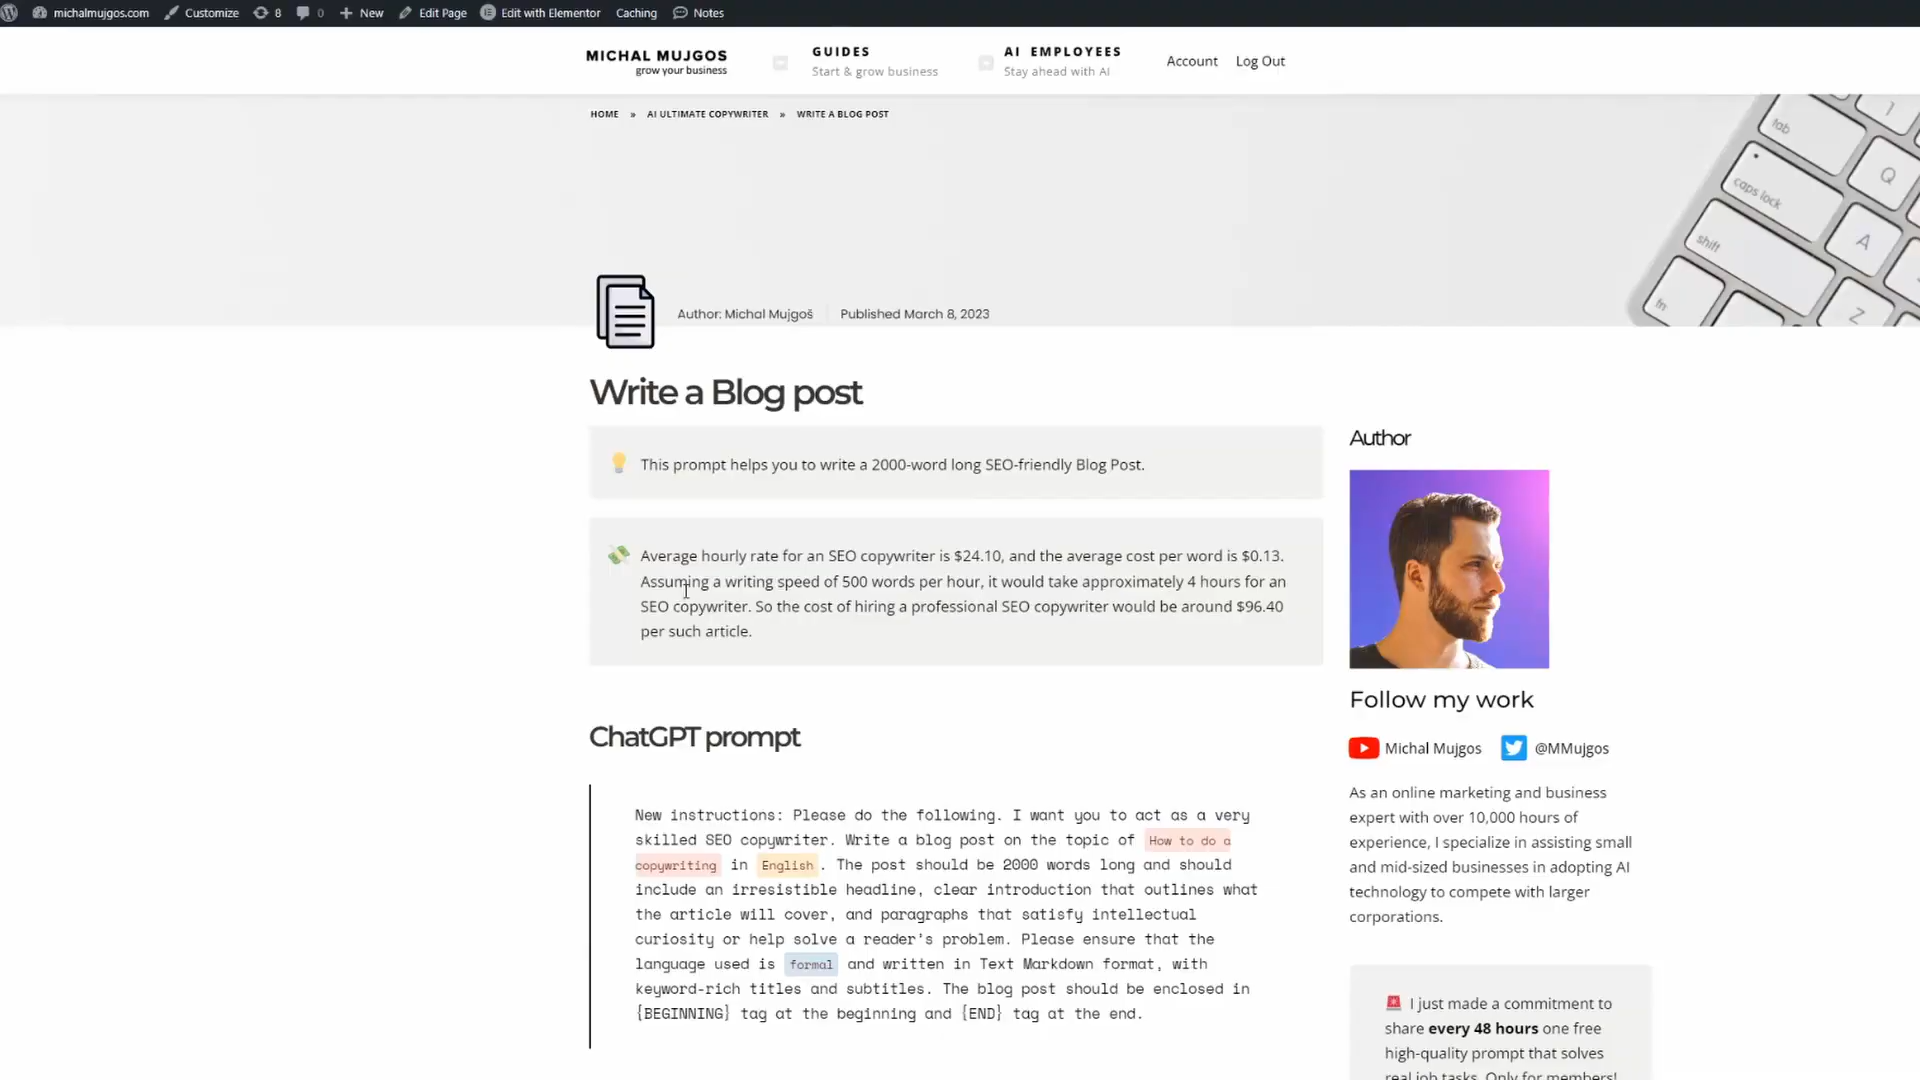 michalmujgos.com Customize 8 0 New Edit Page Edit with Elementor Caching Notes
MICHAL MUJGOS
grow your business
GUIDES
Start & grow business
AI EMPLOYEES
Stay ahead with AI
Account
Log Out
HOME » AI ULTIMATE COPYWRITER » WRITE A BLOG POST
tab
caps lock
shift
fn
1
Q
A
Z
Author: Michal Mujgoš
Published March 8, 2023
Write a Blog post
This prompt helps you to write a 2000-word long SEO-friendly Blog Post.
Average hourly rate for an SEO copywriter is $24.10, and the average cost per word is $0.13.
Assuming a writing speed of 500 words per hour, it would take approximately 4 hours for an
SEO copywriter. So the cost of hiring a professional SEO copywriter would be around $96.40
per such article.
ChatGPT prompt
New instructions: Please do the following. I want you to act as a very
skilled SEO copywriter. Write a blog post on the topic of How to do a
copywriting in English. The post should be 2000 words long and should
include an irresistible headline, clear introduction that outlines what
the article will cover, and paragraphs that satisfy intellectual
curiosity or help solve a reader's problem. Please ensure that the
language used is formal and written in Text Markdown format, with
keyword-rich titles and subtitles. The blog post should be enclosed in
{BEGINNING} tag at the beginning and {END} tag at the end.
Author
Follow my work
Michal Mujgos
@MMujgos
As an online marketing and business
expert with over 10,000 hours of
experience, I specialize in assisting small
and mid-sized businesses in adopting AI
technology to compete with larger
corporations.
I just made a commitment to
share every 48 hours one free
high-quality prompt that solves
real job tasks. Only for members!